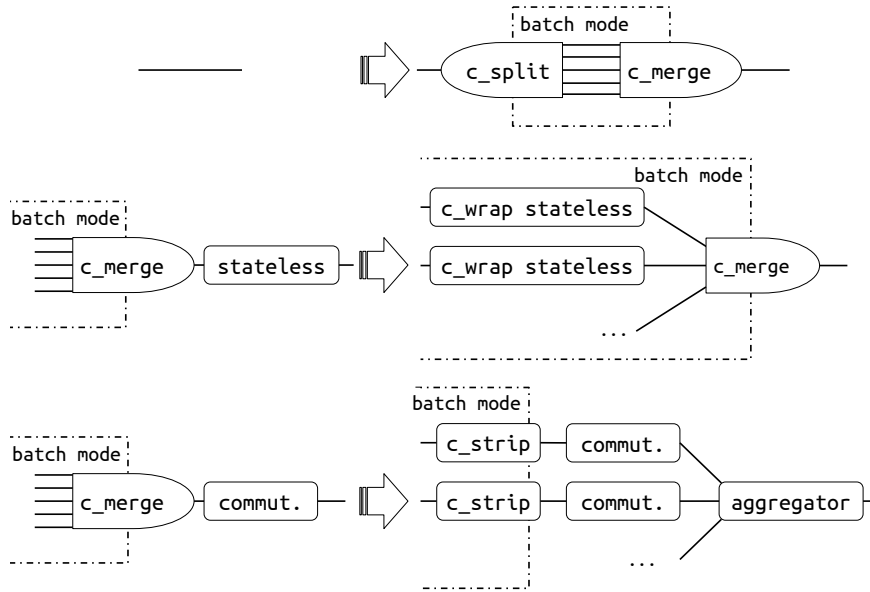 batch mode
c_split
c_merge
batch mode
c_merge
stateless
batch mode
c_wrap stateless
c_wrap stateless
c_merge
...
batch mode
c_merge
commut.
batch mode
c_strip
commut.
c_strip
commut.
aggregator
...